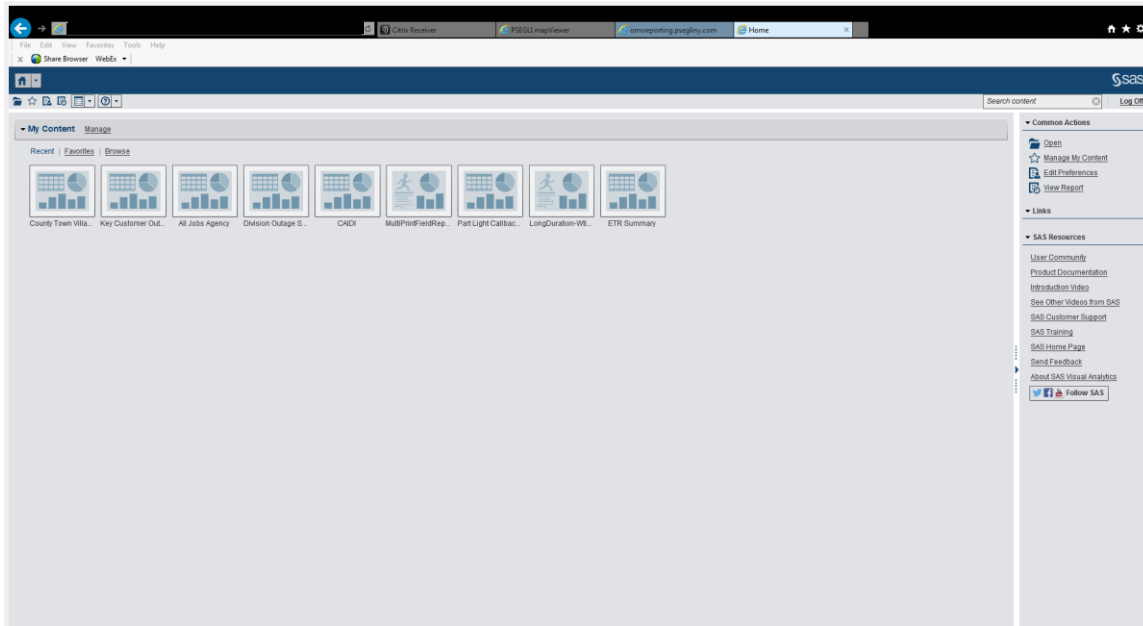 Citrix Receiver PSEGLI mapViewer omsreporting.psegliny.com Home
File Edit View Favorites Tools Help
x Share Browser WebEx
sas
Search content Log Off
My Content Manage
Recent | Favorites | Browse
County Town Villa... Key Customer Out... All Jobs Agency Division Outage S... CAIDI MultiPrintFieldRep... Part Light Callbac... LongDuration-Wti... ETR Summary
Common Actions
Open
Manage My Content
Edit Preferences
View Report
Links
SAS Resources
User Community
Product Documentation
Introduction Video
See Other Videos from SAS
SAS Customer Support
SAS Training
SAS Home Page
Send Feedback
About SAS Visual Analytics
Follow SAS